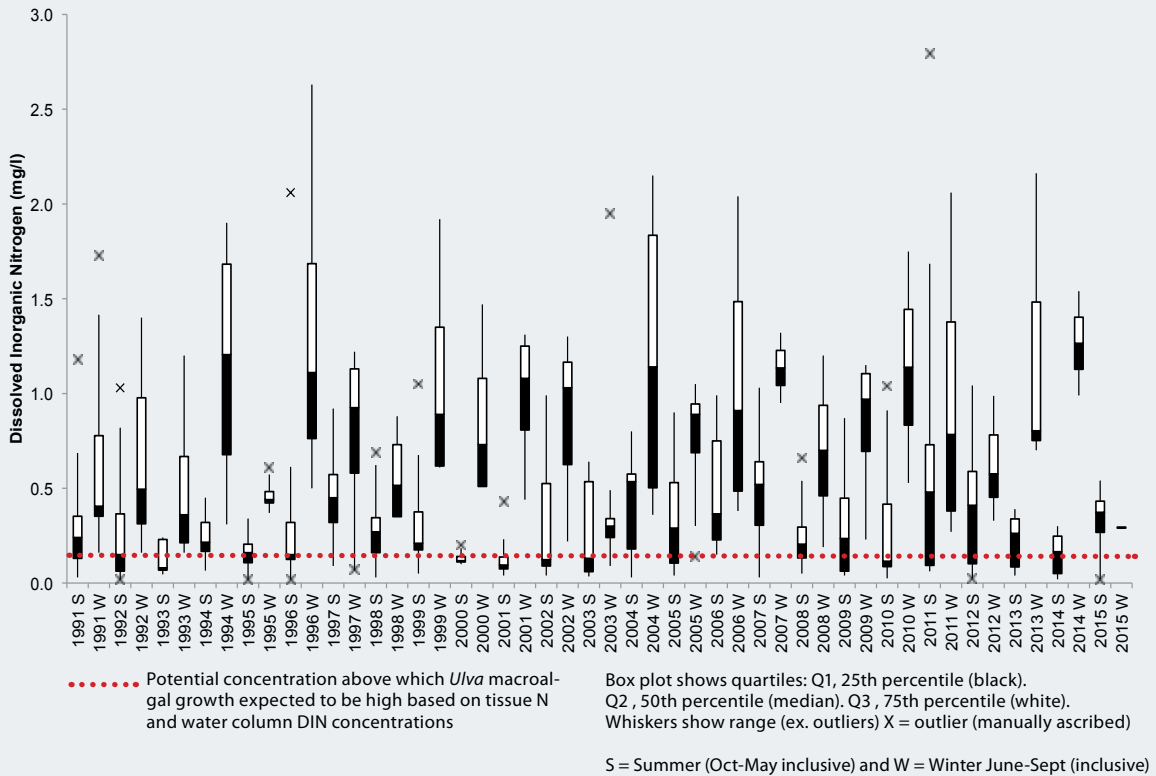 3.0
2.5
2.0
1.5
1.0
0.5
0.0
Dissolved Inorganic Nitrogen (mg/l)
1991 S
1991 W
1982 S
1992 W
1993 S
1993 W
1994 S
1994 W
1995 S
1995 W
1996 S
1996 W
1997 S
1997 W
1998 S
1998 W
1999 S
1999 W
2000 S
2000 W
2001 S
2001 W
2002 S
2002 W
2003 S
2003 W
2004 S
2004 W
2005 S
2005 W
2006 S
2006 W
2007 S
2007 W
2008 S
2008 W
2009 S
2009 W
2010 S
2010 W
2011 S
2011 W
2012 S
2012 W
2013 S
2013 W
2014 S
2014 W
2015 S
2015 W
Potential concentration above which Ulva macroal-
gal growth expected to be high based on tissue N
and water column DIN concentrations
Box plot shows quartiles: Q1, 25th percentile (black).
Q2 , 50th percentile (median). Q3 , 75th percentile (white).
Whiskers show range (ex. outliers) X = outlier (manually ascribed)
S = Summer (Oct-May inclusive) and W = Winter June-Sept (inclusive)